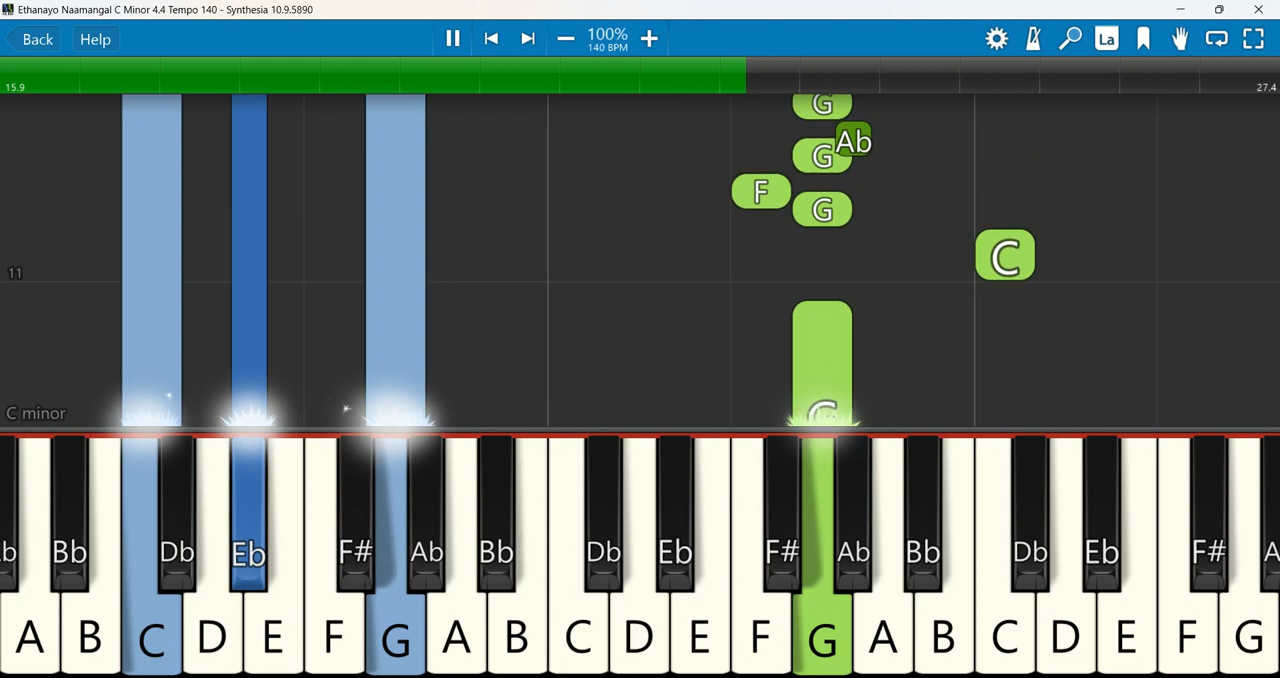 Ethanayo Naamangal C Minor 4.4 Tempo 140 - Synthesia 10.9.5890
Back Help 100% La
140 BPM
15.9 27.4
G
Ab
G
F
G
C
11
G
C minor
Bb Db Eb F# Ab Bb Db Eb F# Ab Bb Db Eb F#
A B C D E F G A B C D E F G A B C D E F G